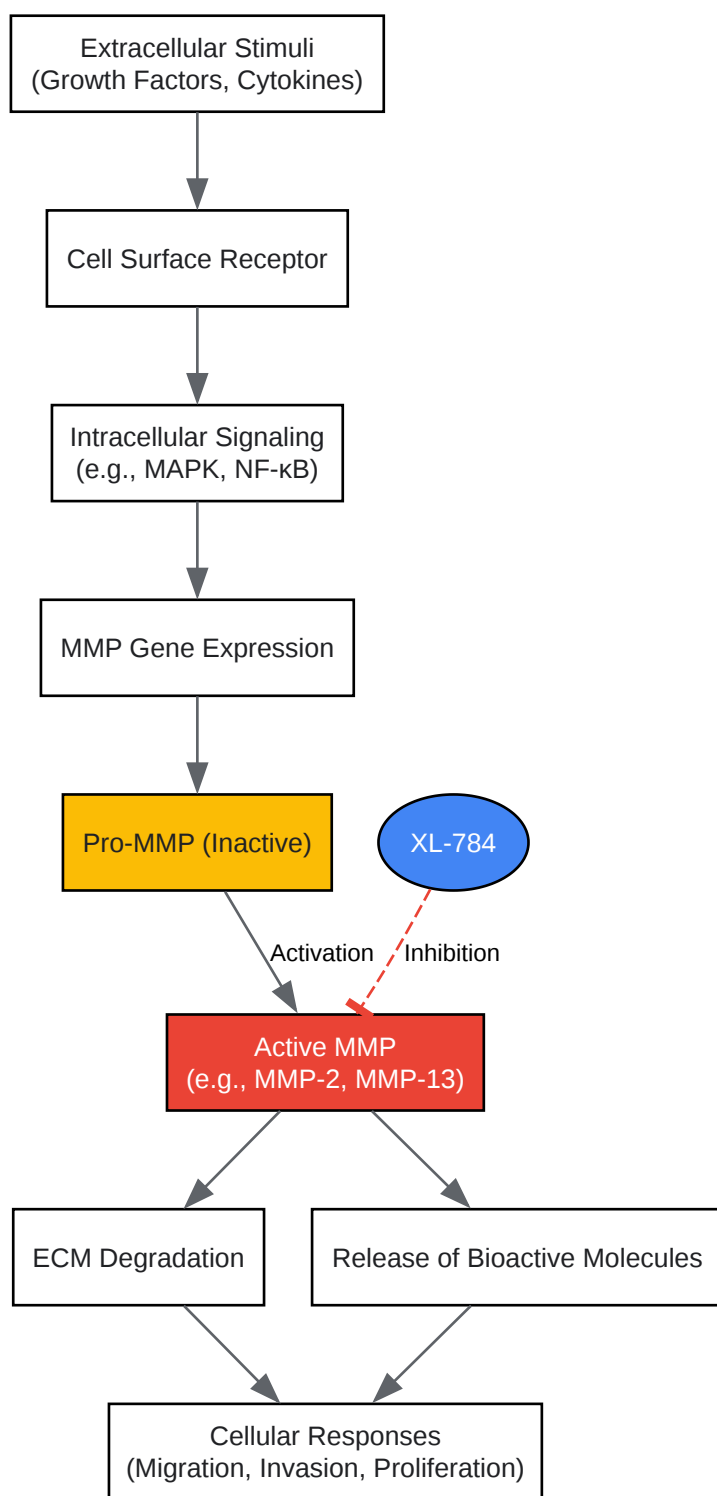 Extracellular Stimuli
(Growth Factors, Cytokines)
Cell Surface Receptor
Intracellular Signaling
(e.g., MAPK, NF-κB)
MMP Gene Expression
Pro-MMP (Inactive)
XL-784
Activation
Inhibition
Active MMP
(e.g., MMP-2, MMP-13)
ECM Degradation
Release of Bioactive Molecules
Cellular Responses
(Migration, Invasion, Proliferation)